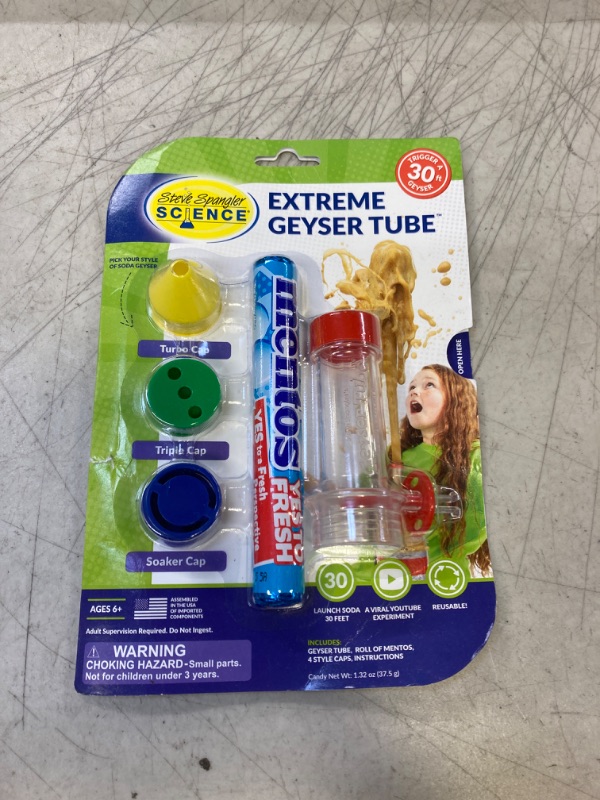 Steve Spangler
SCIENCE
EXTREME
GEYSER TUBE™
TRIGGER A
30 ft
GEYSER
PICK YOUR STYLE
OF SODA GEYSER
Turbo Cap
Triple Cap
Soaker Cap
mentos
YES to a Fresh
Perspective
YES TO
FRESH
OPEN HERE
30
LAUNCH SODA
30 FEET
A VIRAL YOUTUBE
EXPERIMENT
REUSABLE!
AGES 6+
ASSEMBLED
IN THE USA
OF IMPORTED
COMPONENTS
Adult Supervision Required. Do Not Ingest.
WARNING
CHOKING HAZARD-Small parts.
Not for children under 3 years.
INCLUDES:
GEYSER TUBE, ROLL OF MENTOS,
4 STYLE CAPS, INSTRUCTIONS
Candy Net Wt: 1.32 oz (37.5 g)